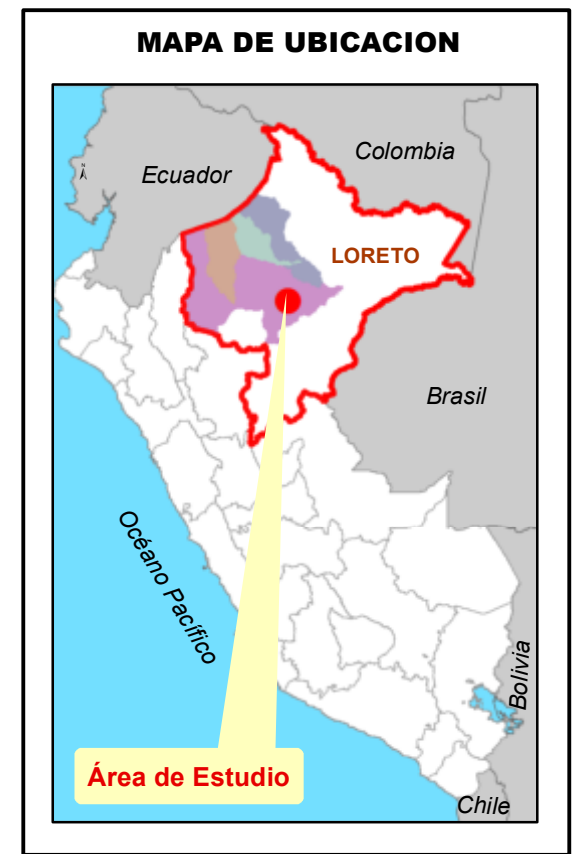 MAPA DE UBICACION
Colombia
Ecuador
N
LORETO
Brasil
Océano Pacífico
Bolivia
Área de Estudio
Chile